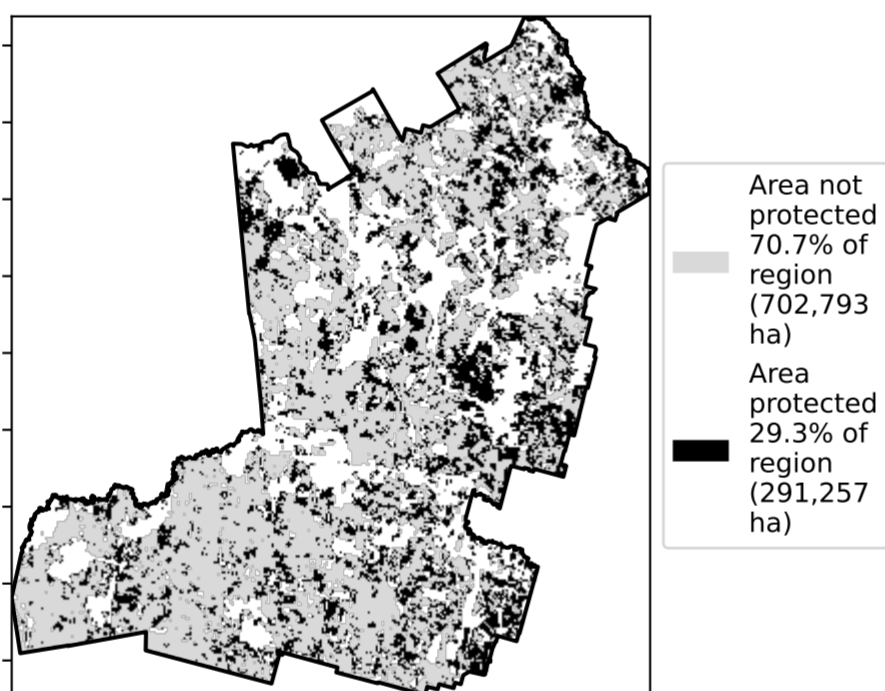 Area not
protected
70.7% of
region
(702,793
ha)
Area
protected
29.3% of
region
(291,257
ha)